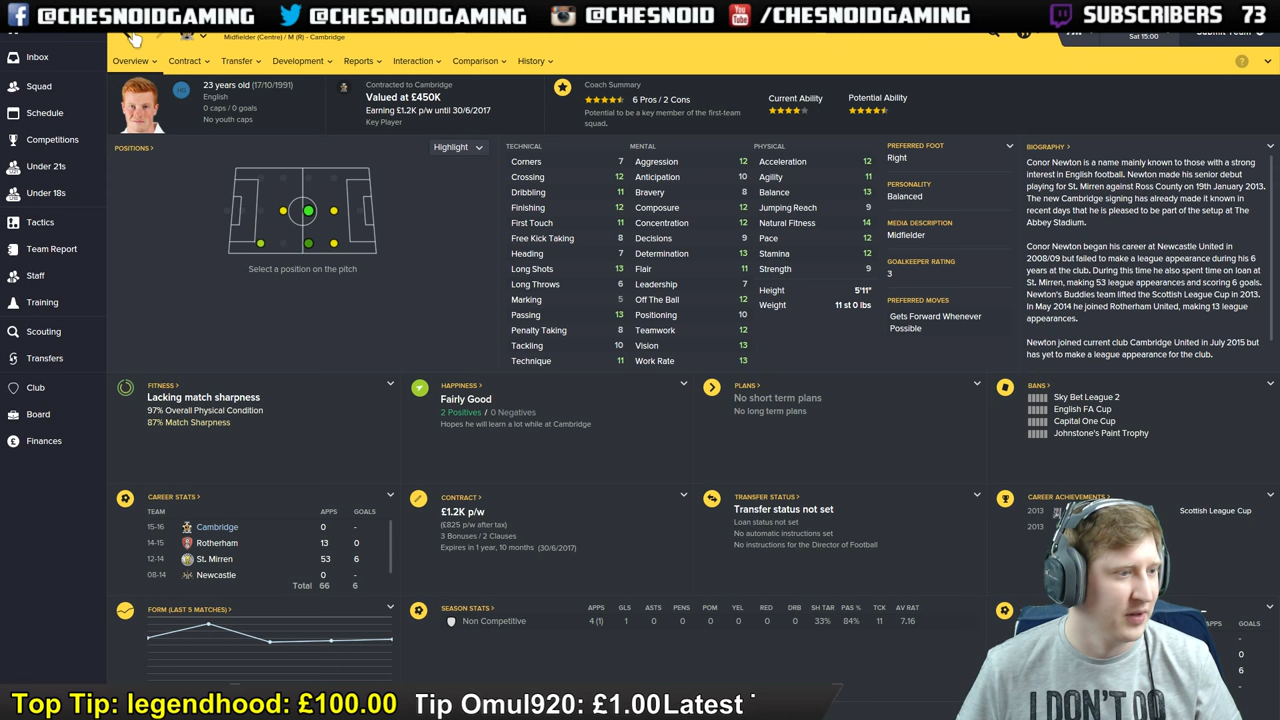 @CHESNOIDGAMING @CHESNOIDGAMING @CHESNOID /CHESNOIDGAMING SUBSCRIBERS 73
Midfielder (Centre) / M (R) - Cambridge
Sat 15:00
Submit Team
Overview Contract Transfer Development Reports Interaction Comparison History
Inbox
Squad
Schedule
Competitions
Under 21s
Under 18s
Tactics
Team Report
Staff
Training
Scouting
Transfers
Club
Board
Finances
HG
23 years old (17/10/1991)
English
0 caps / 0 goals
No youth caps
Contracted to Cambridge
Valued at £450K
Earning £1.2K p/w until 30/6/2017
Key Player
Coach Summary
6 Pros / 2 Cons
Potential to be a key member of the first-team squad.
Current Ability
Potential Ability
POSITIONS >
Highlight
Select a position on the pitch
TECHNICAL
Corners 7
Crossing 12
Dribbling 11
Finishing 12
First Touch 11
Free Kick Taking 8
Heading 7
Long Shots 13
Long Throws 6
Marking 5
Passing 13
Penalty Taking 8
Tackling 10
Technique 11
MENTAL
Aggression 12
Anticipation 10
Bravery 8
Composure 12
Concentration 12
Decisions 9
Determination 13
Flair 11
Leadership 7
Off The Ball 12
Positioning 10
Teamwork 12
Vision 13
Work Rate 13
PHYSICAL
Acceleration 12
Agility 11
Balance 13
Jumping Reach 9
Natural Fitness 14
Pace 12
Stamina 12
Strength 9
Height 5'11"
Weight 11 st 0 lbs
PREFERRED FOOT
Right
PERSONALITY
Balanced
MEDIA DESCRIPTION
Midfielder
GOALKEEPER RATING
3
PREFERRED MOVES
Gets Forward Whenever
Possible
BIOGRAPHY >
Conor Newton is a name mainly known to those with a strong
interest in English football. Newton made his senior debut
playing for St. Mirren against Ross County on 19th January 2013.
The new Cambridge signing has already made it known in
recent days that he is pleased to be part of the setup at The
Abbey Stadium.
Conor Newton began his career at Newcastle United in
2008/09 but failed to make a league appearance during his 6
years at the club. During this time he also spent time on loan at
St. Mirren, making 53 league appearances and scoring 6 goals.
Newton's Buddies team lifted the Scottish League Cup in 2013.
In May 2014 he joined Rotherham United, making 13 league
appearances.
Newton joined current club Cambridge United in July 2015 but
has yet to make a league appearance for the club.
FITNESS >
Lacking match sharpness
97% Overall Physical Condition
87% Match Sharpness
HAPPINESS >
Fairly Good
2 Positives / 0 Negatives
Hopes he will learn a lot while at Cambridge
PLANS >
No short term plans
No long term plans
BANS >
Sky Bet League 2
English FA Cup
Capital One Cup
Johnstone's Paint Trophy
CAREER STATS >
TEAM APPS GOALS
15-16 Cambridge 0 -
14-15 Rotherham 13 0
12-14 St. Mirren 53 6
08-14 Newcastle 0 -
Total 66 6
CONTRACT >
£1.2K p/w
(£825 p/w after tax)
3 Bonuses / 2 Clauses
Expires in 1 year, 10 months (30/6/2017)
TRANSFER STATUS >
Transfer status not set
Loan status not set
No automatic instructions set
No instructions for the Director of Football
CAREER ACHIEVEMENTS >
2013 Scottish League Cup
2013
FORM (LAST 5 MATCHES) >
SEASON STATS > APPS GLS ASTS PENS POM YEL RED DRB SH TAR PAS % TCK AV RAT
Non Competitive 4 (1) 1 0 0 0 0 0 0 33% 84% 11 7.16
APPS GOALS
-
0
6
-
Top Tip: legendhood: £100.00 Tip Omul920: £1.00 Latest
I DON'T DO